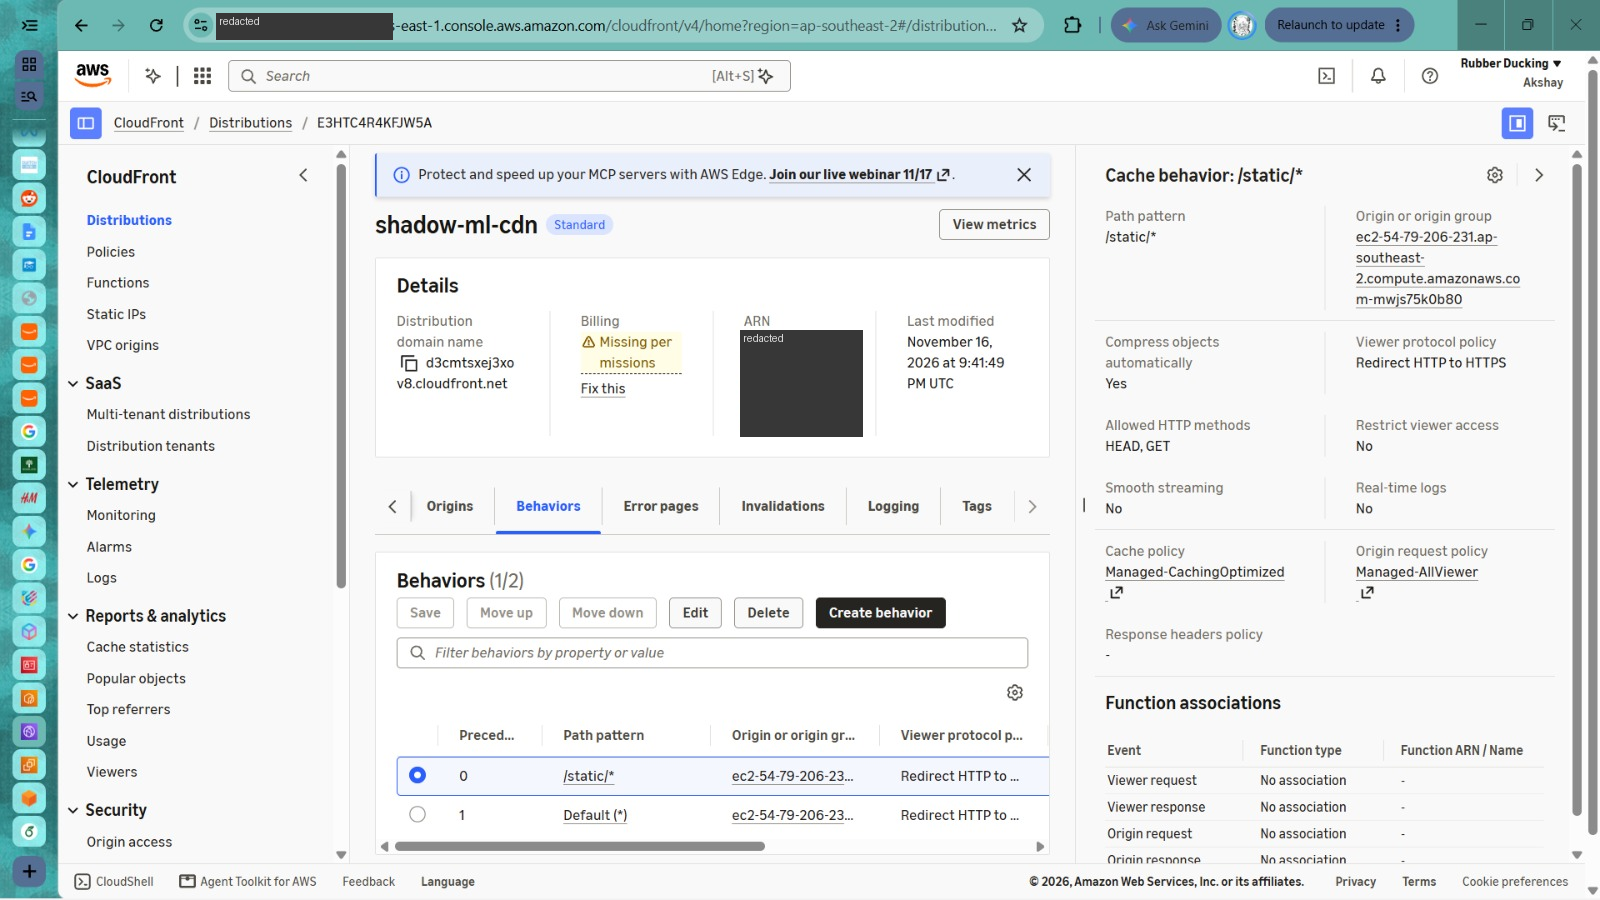 redacted
s-east-1.console.aws.amazon.com/cloudfront/v4/home?region=ap-southeast-2#/distribution...
Ask Gemini
Relaunch to update
aws
Search
[Alt+S]
Rubber Ducking
Akshay
CloudFront / Distributions / E3HTC4R4KFJW5A
CloudFront
Distributions
Policies
Functions
Static IPs
VPC origins
SaaS
Multi-tenant distributions
Distribution tenants
Telemetry
Monitoring
Alarms
Logs
Reports & analytics
Cache statistics
Popular objects
Top referrers
Usage
Viewers
Security
Origin access
Protect and speed up your MCP servers with AWS Edge. Join our live webinar 11/17.
shadow-ml-cdn
Standard
View metrics
Details
Distribution
domain name
d3cmtsxej3xo
v8.cloudfront.net
Billing
Missing per
missions
Fix this
ARN
redacted
Last modified
November 16,
2026 at 9:41:49
PM UTC
Origins
Behaviors
Error pages
Invalidations
Logging
Tags
Behaviors (1/2)
Save
Move up
Move down
Edit
Delete
Create behavior
Filter behaviors by property or value
Preced... Path pattern Origin or origin gr... Viewer protocol p...
0 /static/* ec2-54-79-206-23... Redirect HTTP to ...
1 Default (*) ec2-54-79-206-23... Redirect HTTP to ...
Cache behavior: /static/*
Path pattern
/static/*
Origin or origin group
ec2-54-79-206-231.ap-
southeast-
2.compute.amazonaws.co
m-mwjs75k0b80
Compress objects
automatically
Yes
Viewer protocol policy
Redirect HTTP to HTTPS
Allowed HTTP methods
HEAD, GET
Restrict viewer access
No
Smooth streaming
No
Real-time logs
No
Cache policy
Managed-CachingOptimized
Origin request policy
Managed-AllViewer
Response headers policy
-
Function associations
Event Function type Function ARN / Name
Viewer request No association -
Viewer response No association -
Origin request No association -
Origin response No association -
CloudShell
Agent Toolkit for AWS
Feedback
Language
© 2026, Amazon Web Services, Inc. or its affiliates.
Privacy
Terms
Cookie preferences